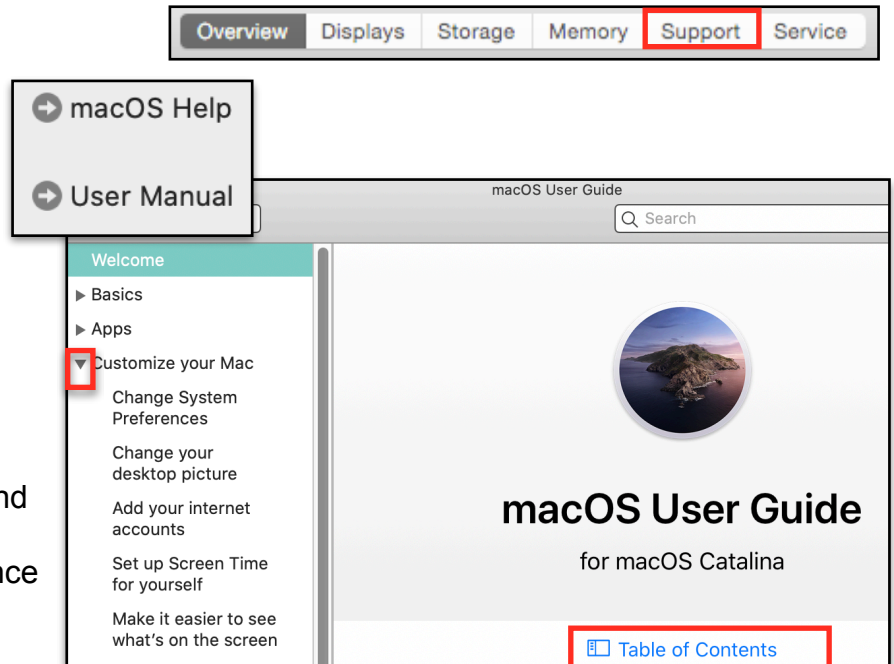 Overview Displays Storage Memory Support Service
macOS Help
User Manual
macOS User Guide
Search
Welcome
Basics
Apps
Customize your Mac
Change System
Preferences
Change your
desktop picture
Add your internet
accounts
Set up Screen Time
for yourself
Make it easier to see
what's on the screen
macOS User Guide
for macOS Catalina
Table of Contents